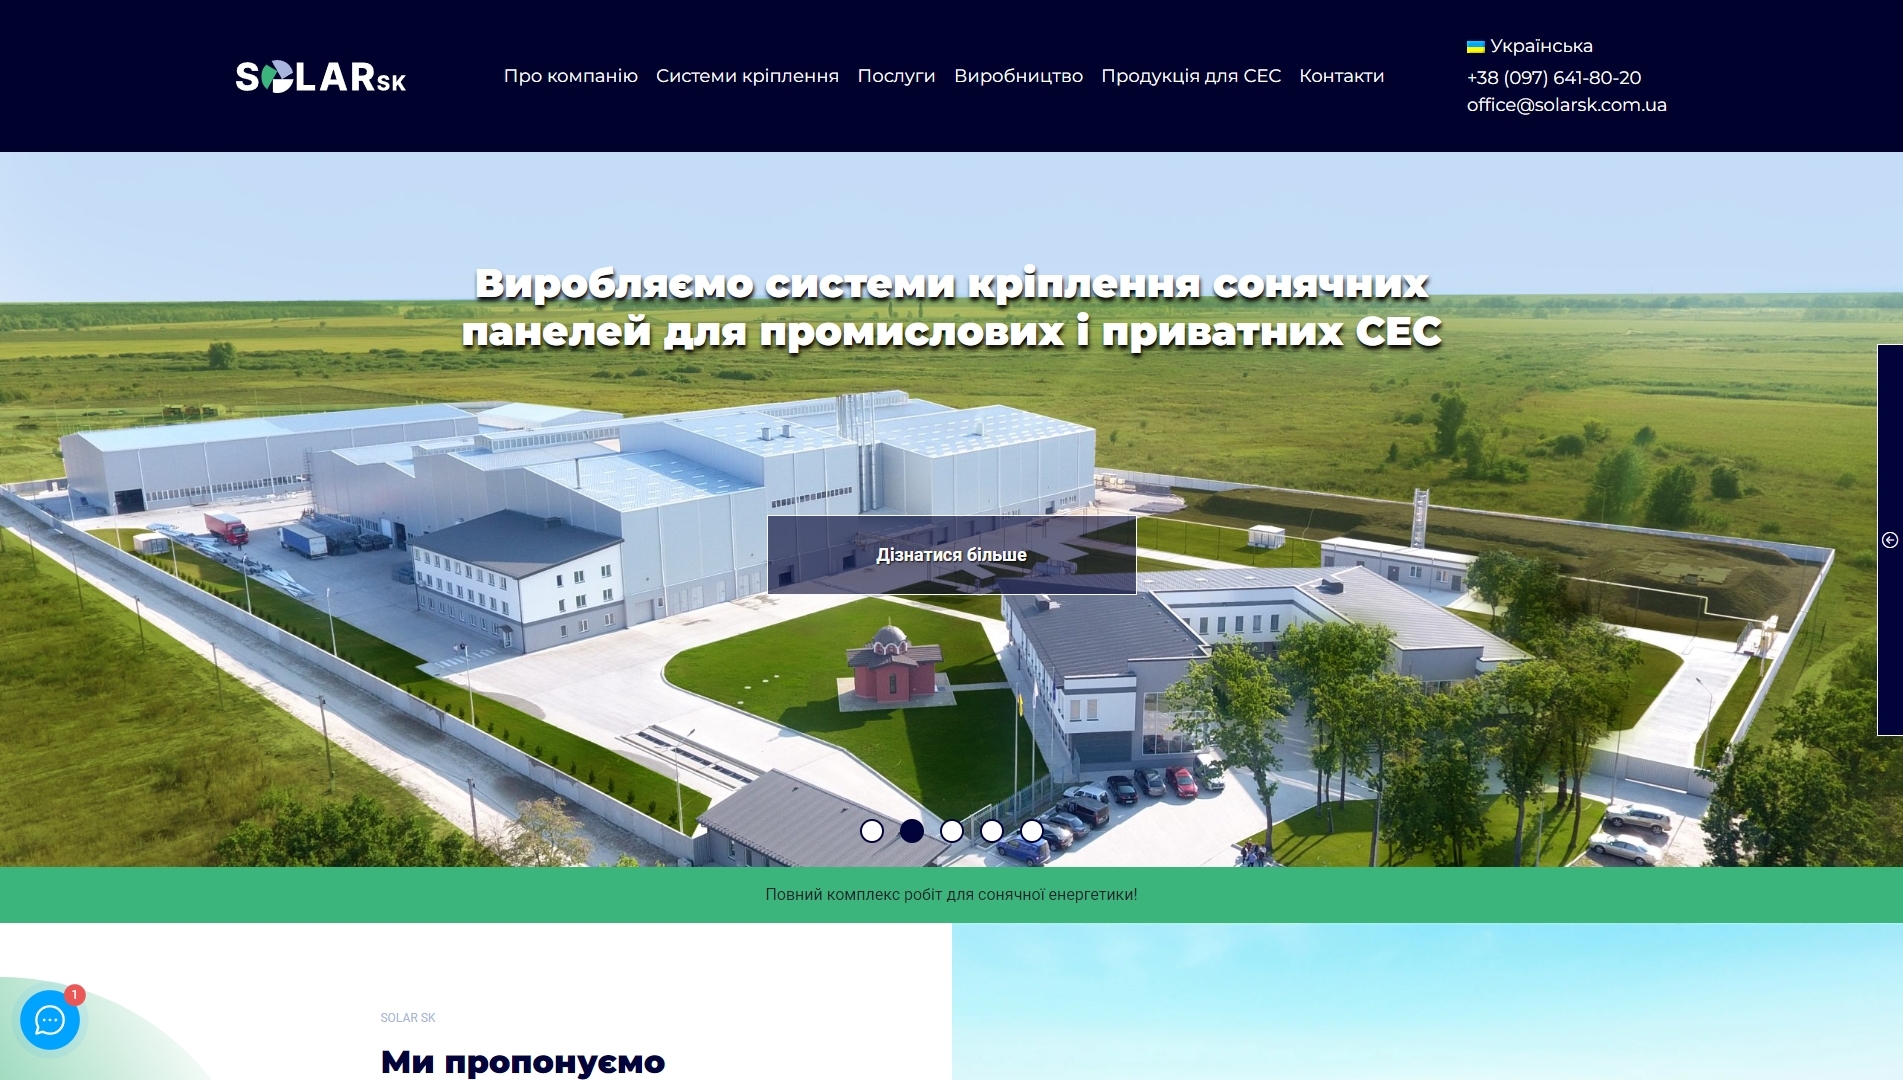 SOLAR SK
Про компанію Системи кріплення Послуги Виробництво Продукція для СЕС Контакти
Українська
+38 (097) 641-80-20
office@solarsk.com.ua
Виробляємо системи кріплення сонячних
панелей для промислових і приватних СЕС
Дізнатися більше
Повний комплекс робіт для сонячної енергетики!
SOLAR SK
Ми пропонуємо
1